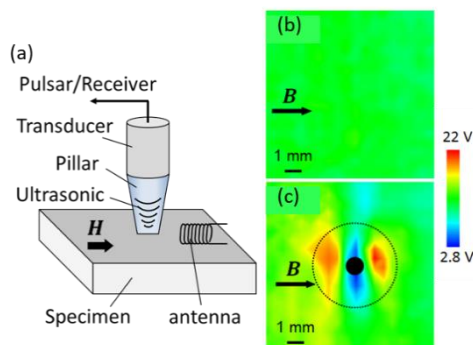 (a)
Pulsar/Receiver
Transducer
Pillar
Ultrasonic
H
Specimen
antenna
(b)
B
1 mm
(c)
B
1 mm
22 V
2.8 V